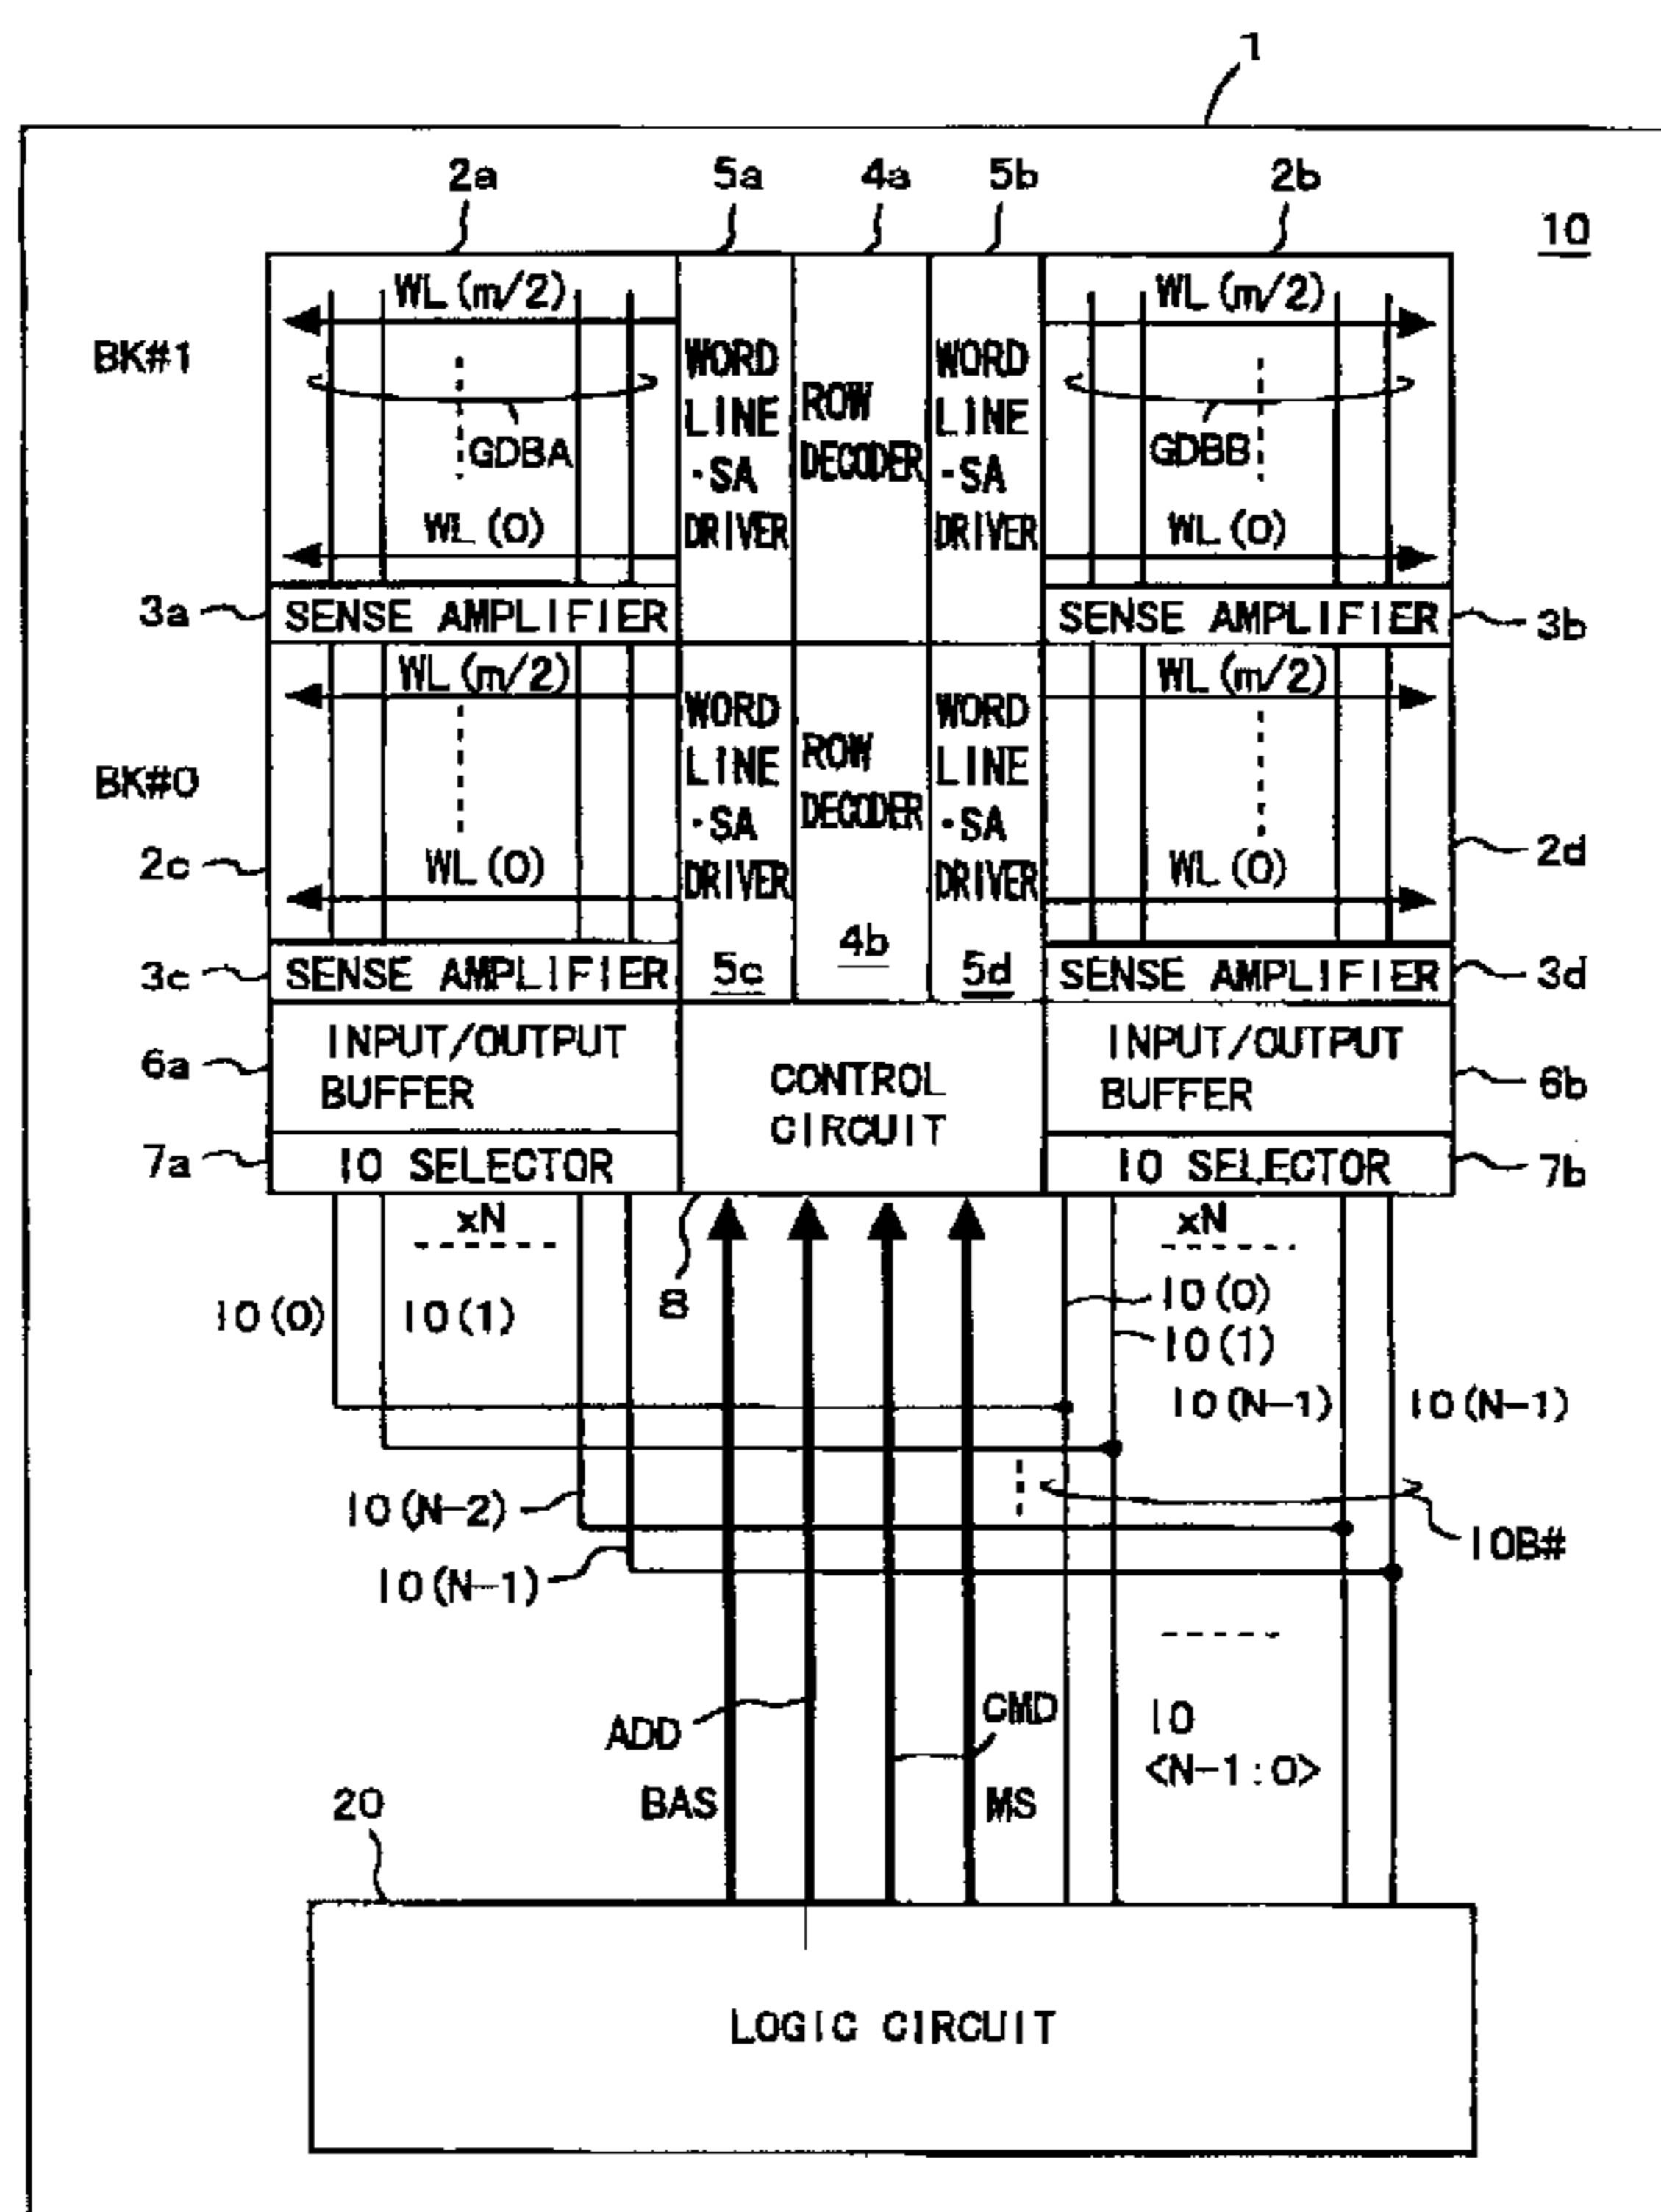 1
2a 5a 4a 5b 2b
10
WL(m/2) WL(m/2)
BK#1
WORD LINE ·SA DRIVER
ROW DECODER
WORD LINE ·SA DRIVER
GDBA GDBB
WL(0) WL(0)
3a SENSE AMPLIFIER SENSE AMPLIFIER 3b
WL(m/2) WL(m/2)
BK#0
WORD LINE ·SA DRIVER
ROW DECODER
WORD LINE ·SA DRIVER
2c WL(0) WL(0) 2d
5c 4b 5d
3c SENSE AMPLIFIER SENSE AMPLIFIER 3d
6a INPUT/OUTPUT BUFFER
CONTROL CIRCUIT
INPUT/OUTPUT BUFFER 6b
7a IO SELECTOR IO SELECTOR 7b
xN xN
8
IO(0) IO(1) IO(0)
IO(1)
IO(N-1) IO(N-1)
IO(N-2)
IOB#
IO(N-1)
ADD CMD IO
<N-1:0>
20 BAS MS
LOGIC CIRCUIT